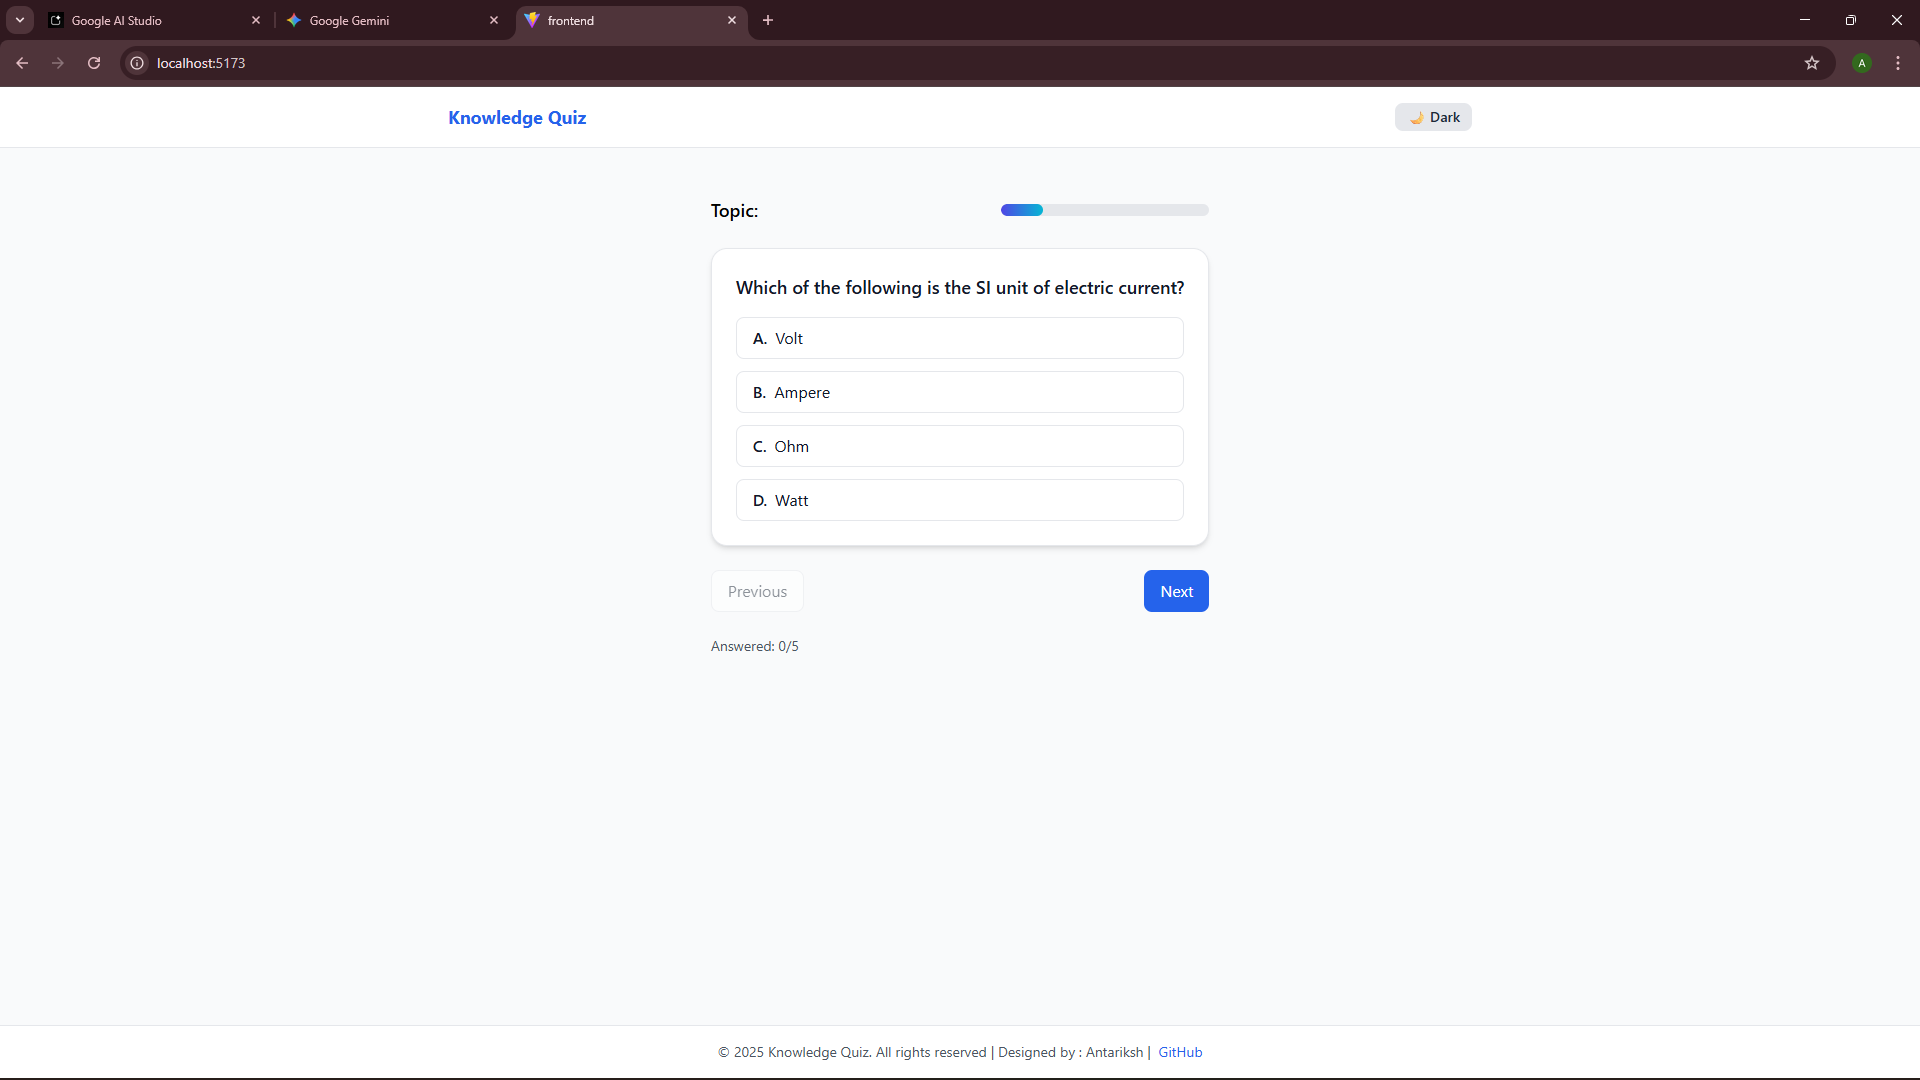 Google AI Studio
Google Gemini
frontend
localhost:5173
A
Knowledge Quiz
Dark
Topic:
Which of the following is the SI unit of electric current?
A. Volt
B. Ampere
C. Ohm
D. Watt
Previous
Next
Answered: 0/5
© 2025 Knowledge Quiz. All rights reserved | Designed by : Antariksh | GitHub